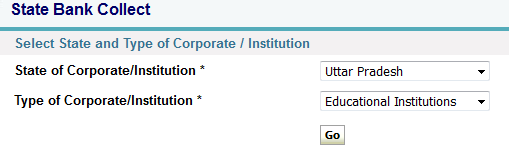 State Bank Collect
Select State and Type of Corporate / Institution
State of Corporate/Institution * Uttar Pradesh
Type of Corporate/Institution * Educational Institutions
Go